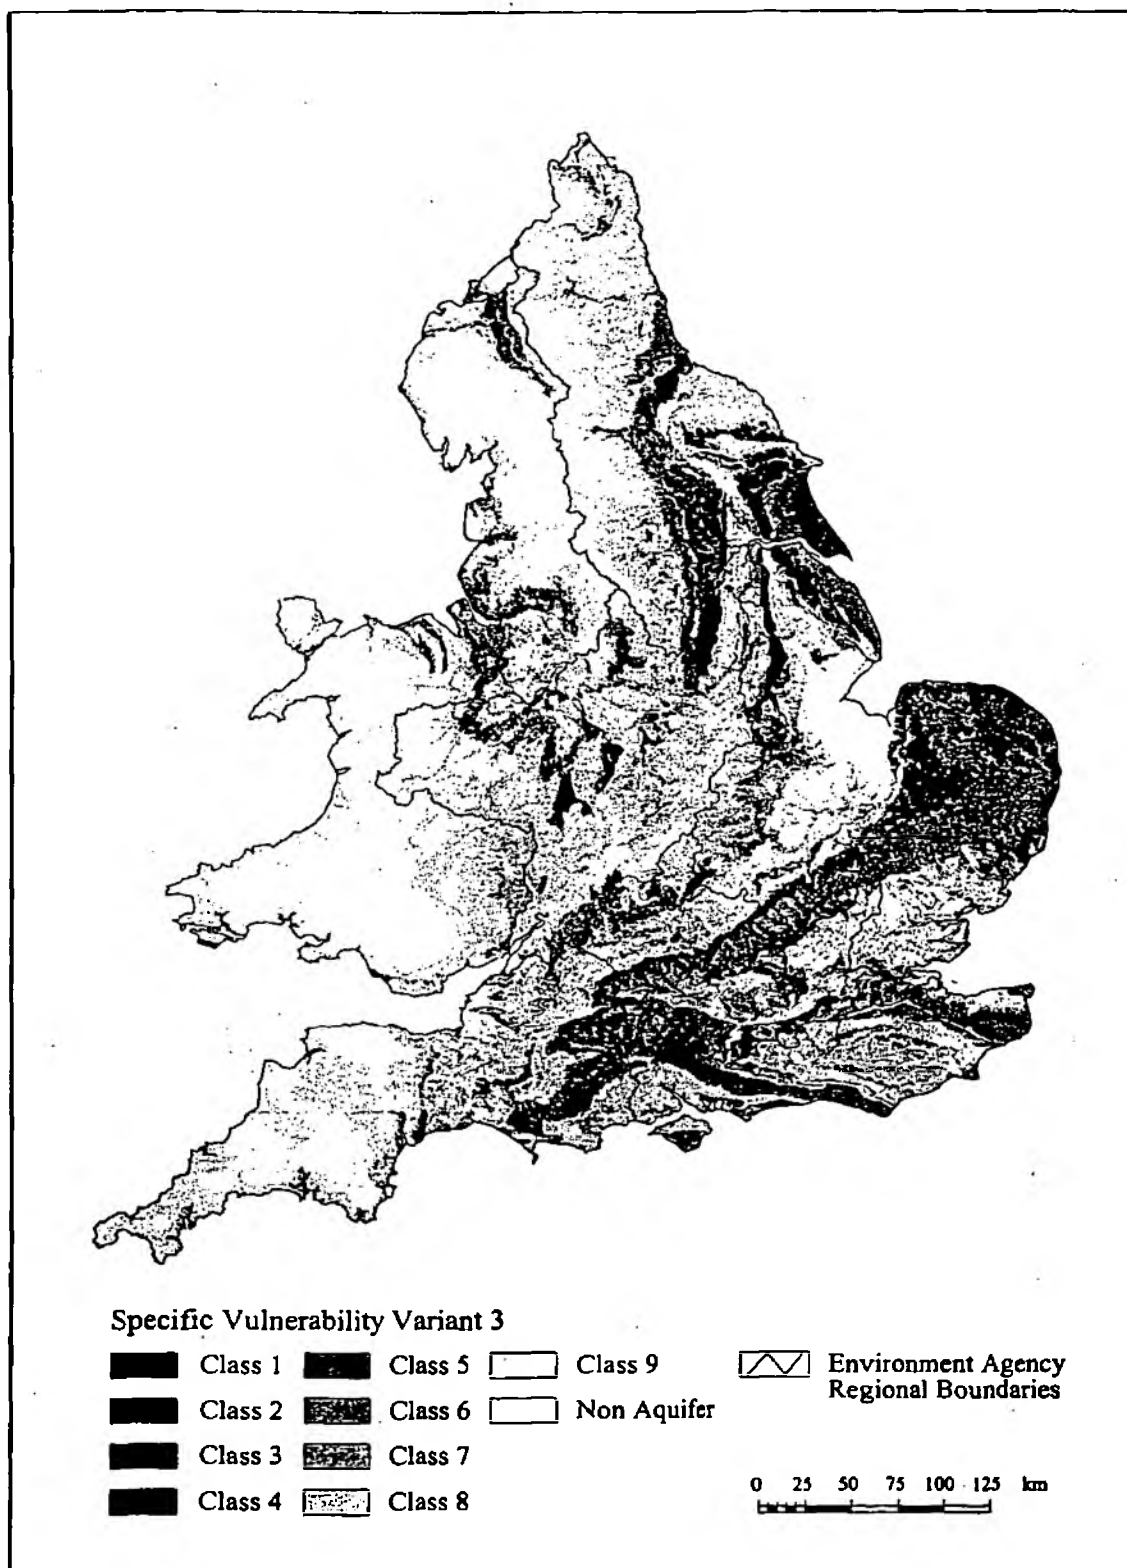 Specific Vulnerability Variant 3
Class 1
Class 2
Class 3
Class 4
Class 5
Class 6
Class 7
Class 8
Class 9
Non Aquifer
Environment Agency
Regional Boundaries
0 25 50 75 100 125 km